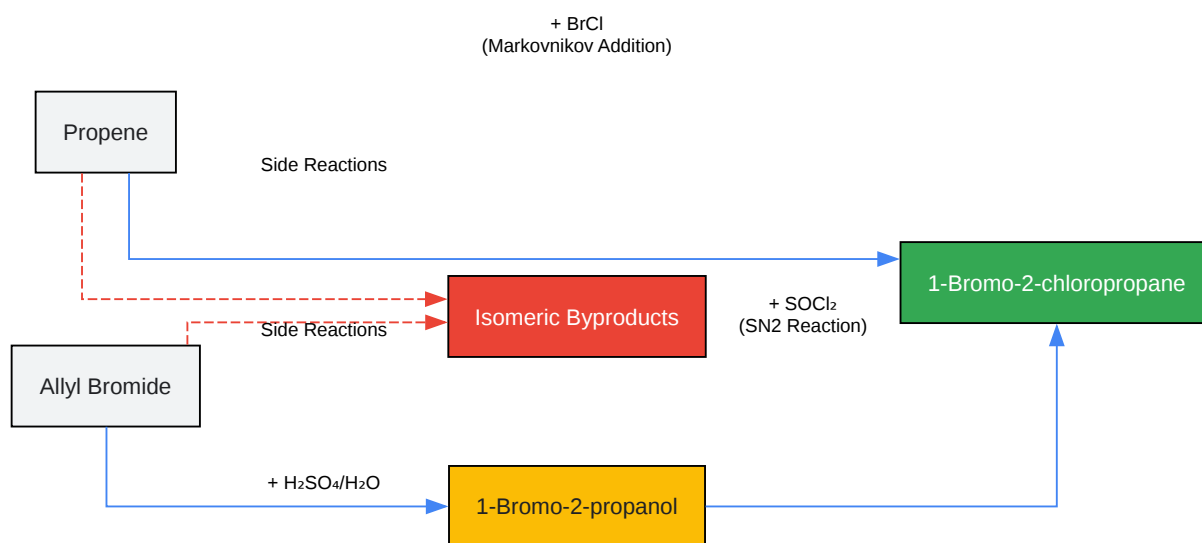 + BrCl
(Markovnikov Addition)
Propene
Side Reactions
1-Bromo-2-chloropropane
Isomeric Byproducts
+ SOCl₂
(SN2 Reaction)
Side Reactions
Allyl Bromide
+ H₂SO₄/H₂O
1-Bromo-2-propanol